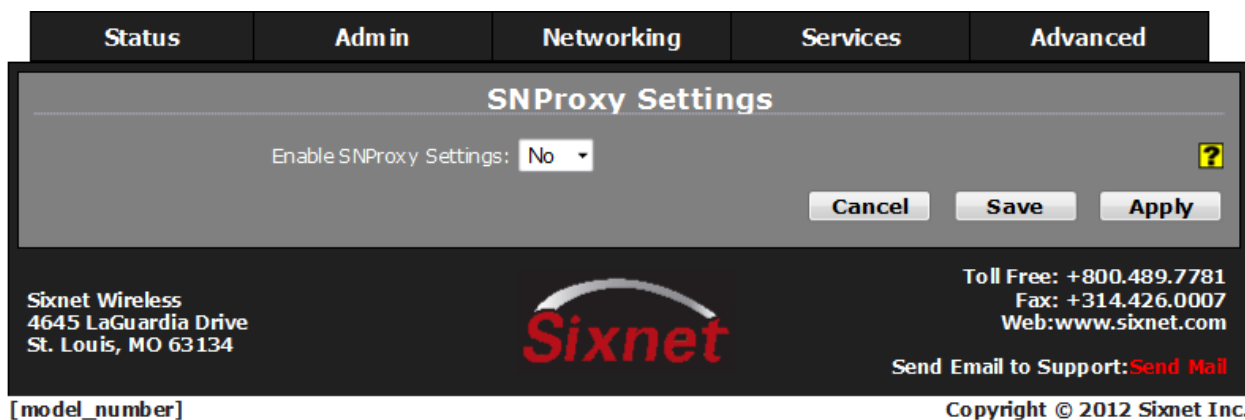 Status Admin Networking Services Advanced
SNProxy Settings
Enable SNProxy Settings: No
?
Cancel Save Apply
Sixnet Wireless
4645 LaGuardia Drive
St. Louis, MO 63134
Sixnet
Toll Free: +800.489.7781
Fax: +314.426.0007
Web:www.sixnet.com
Send Email to Support:Send Mail
[model_number]
Copyright © 2012 Sixnet Inc.